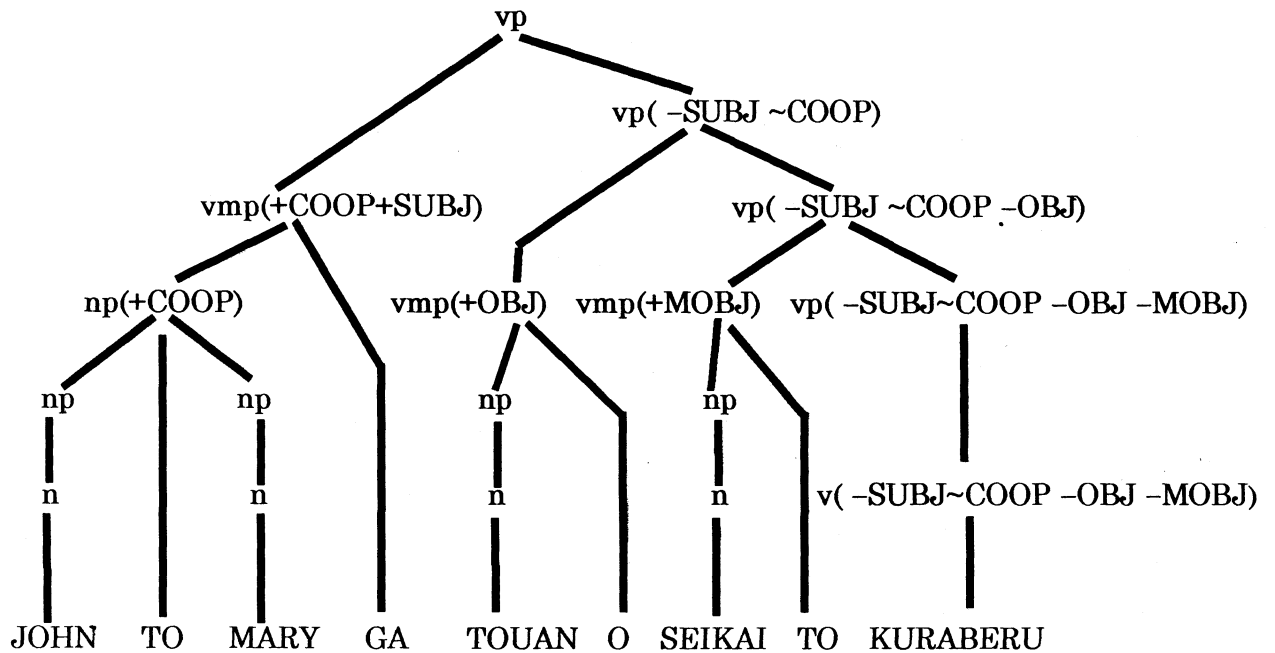 vp
vp( –SUBJ ~COOP)
vmp(+COOP+SUBJ) vp( –SUBJ ~COOP –OBJ)
np(+COOP) vmp(+OBJ) vmp(+MOBJ) vp( –SUBJ~COOP –OBJ –MOBJ)
np np np np
n n n n v( –SUBJ~COOP –OBJ –MOBJ)
JOHN TO MARY GA TOUAN O SEIKAI TO KURABERU